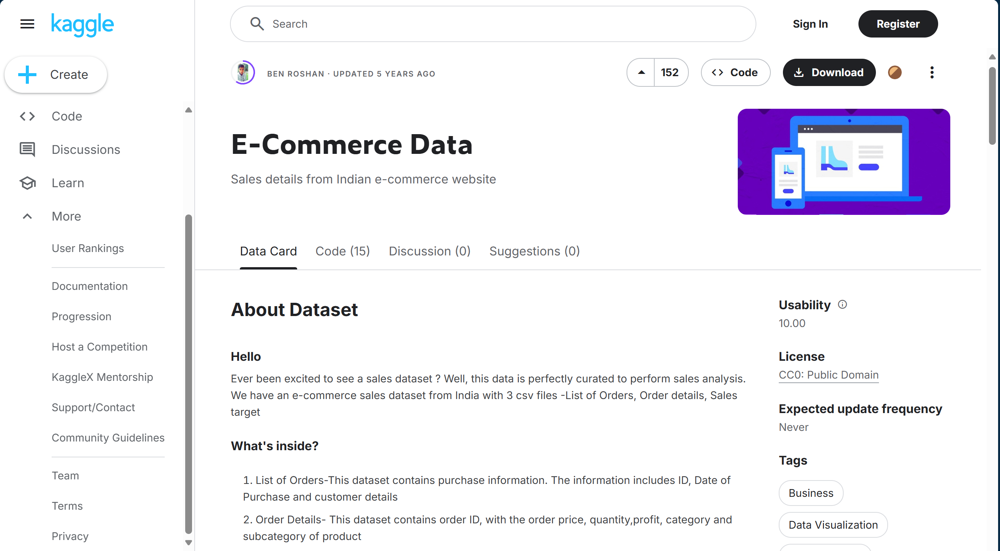 kaggle
Search
Sign In
Register
Create
Code
Discussions
Learn
More
User Rankings
Documentation
Progression
Host a Competition
KaggleX Mentorship
Support/Contact
Community Guidelines
Team
Terms
Privacy
BEN ROSHAN · UPDATED 5 YEARS AGO
152
Code
Download
E-Commerce Data
Sales details from Indian e-commerce website
Data Card
Code (15)
Discussion (0)
Suggestions (0)
About Dataset
Hello
Ever been excited to see a sales dataset ? Well, this data is perfectly curated to perform sales analysis.
We have an e-commerce sales dataset from India with 3 csv files -List of Orders, Order details, Sales
target
What's inside?
1. List of Orders-This dataset contains purchase information. The information includes ID, Date of
Purchase and customer details
2. Order Details- This dataset contains order ID, with the order price, quantity,profit, category and
subcategory of product
Usability
10.00
License
CC0: Public Domain
Expected update frequency
Never
Tags
Business
Data Visualization